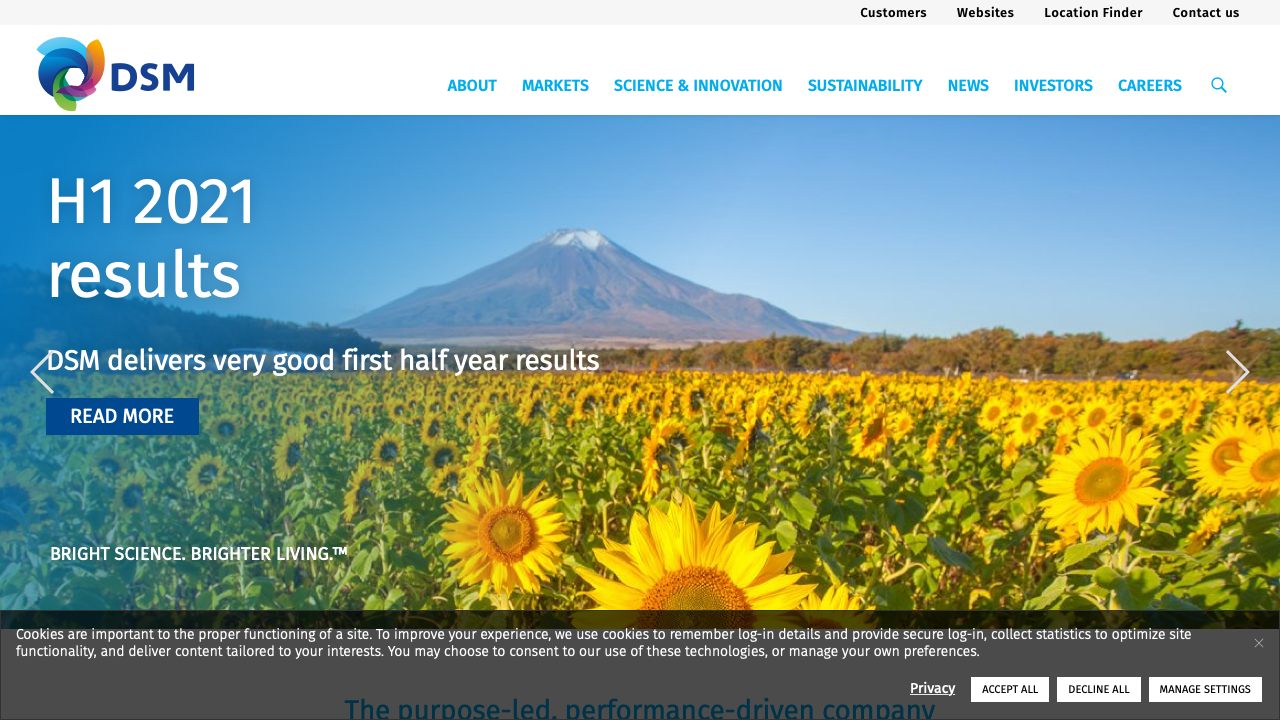 Customers Websites Location Finder Contact us
DSM
ABOUT MARKETS SCIENCE & INNOVATION SUSTAINABILITY NEWS INVESTORS CAREERS
H1 2021
results
DSM delivers very good first half year results
READ MORE
BRIGHT SCIENCE. BRIGHTER LIVING.™
Cookies are important to the proper functioning of a site. To improve your experience, we use cookies to remember log-in details and provide secure log-in, collect statistics to optimize site
functionality, and deliver content tailored to your interests. You may choose to consent to our use of these technologies, or manage your own preferences.
Privacy ACCEPT ALL DECLINE ALL MANAGE SETTINGS
The purpose-led, performance-driven company